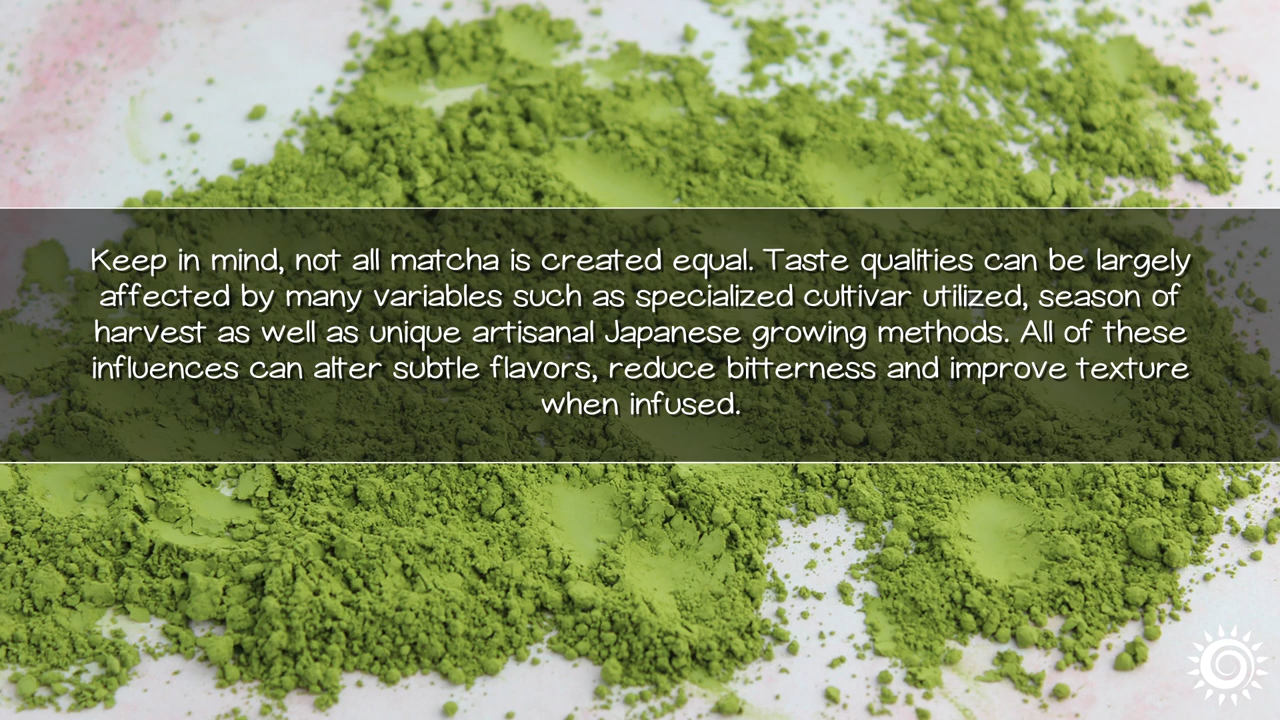 Keep in mind, not all matcha is created equal. Taste qualities can be largely
affected by many variables such as specialized cultivar utilized, season of
harvest as well as unique artisanal Japanese growing methods. All of these
influences can alter subtle flavors, reduce bitterness and improve texture
when infused.